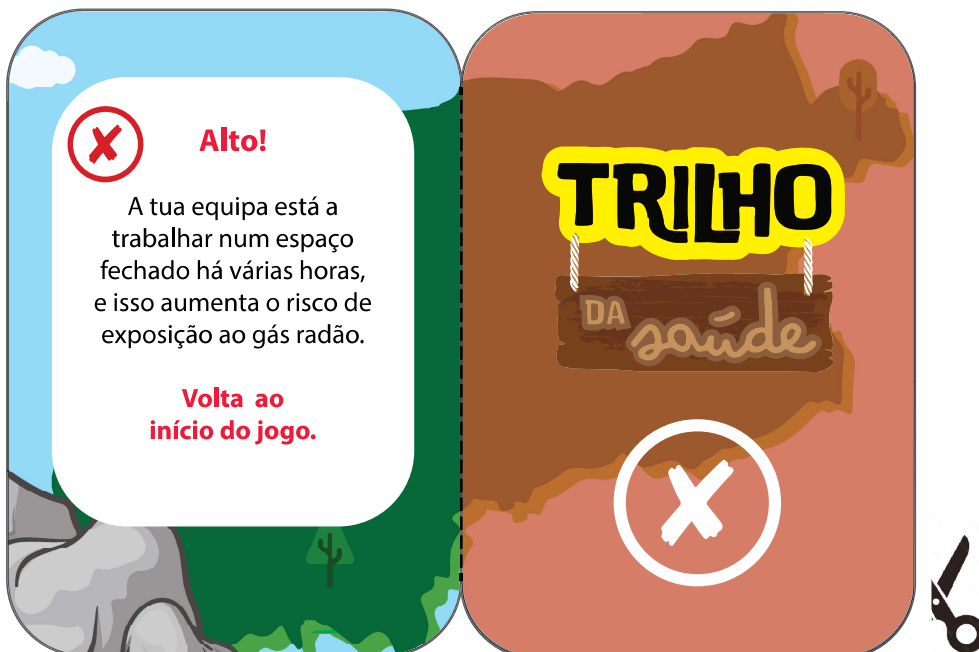 Alto!
A tua equipa está a
trabalhar num espaço
fechado há várias horas,
e isso aumenta o risco de
exposição ao gás radão.
Volta ao
início do jogo.
TRILHO
DA saúde